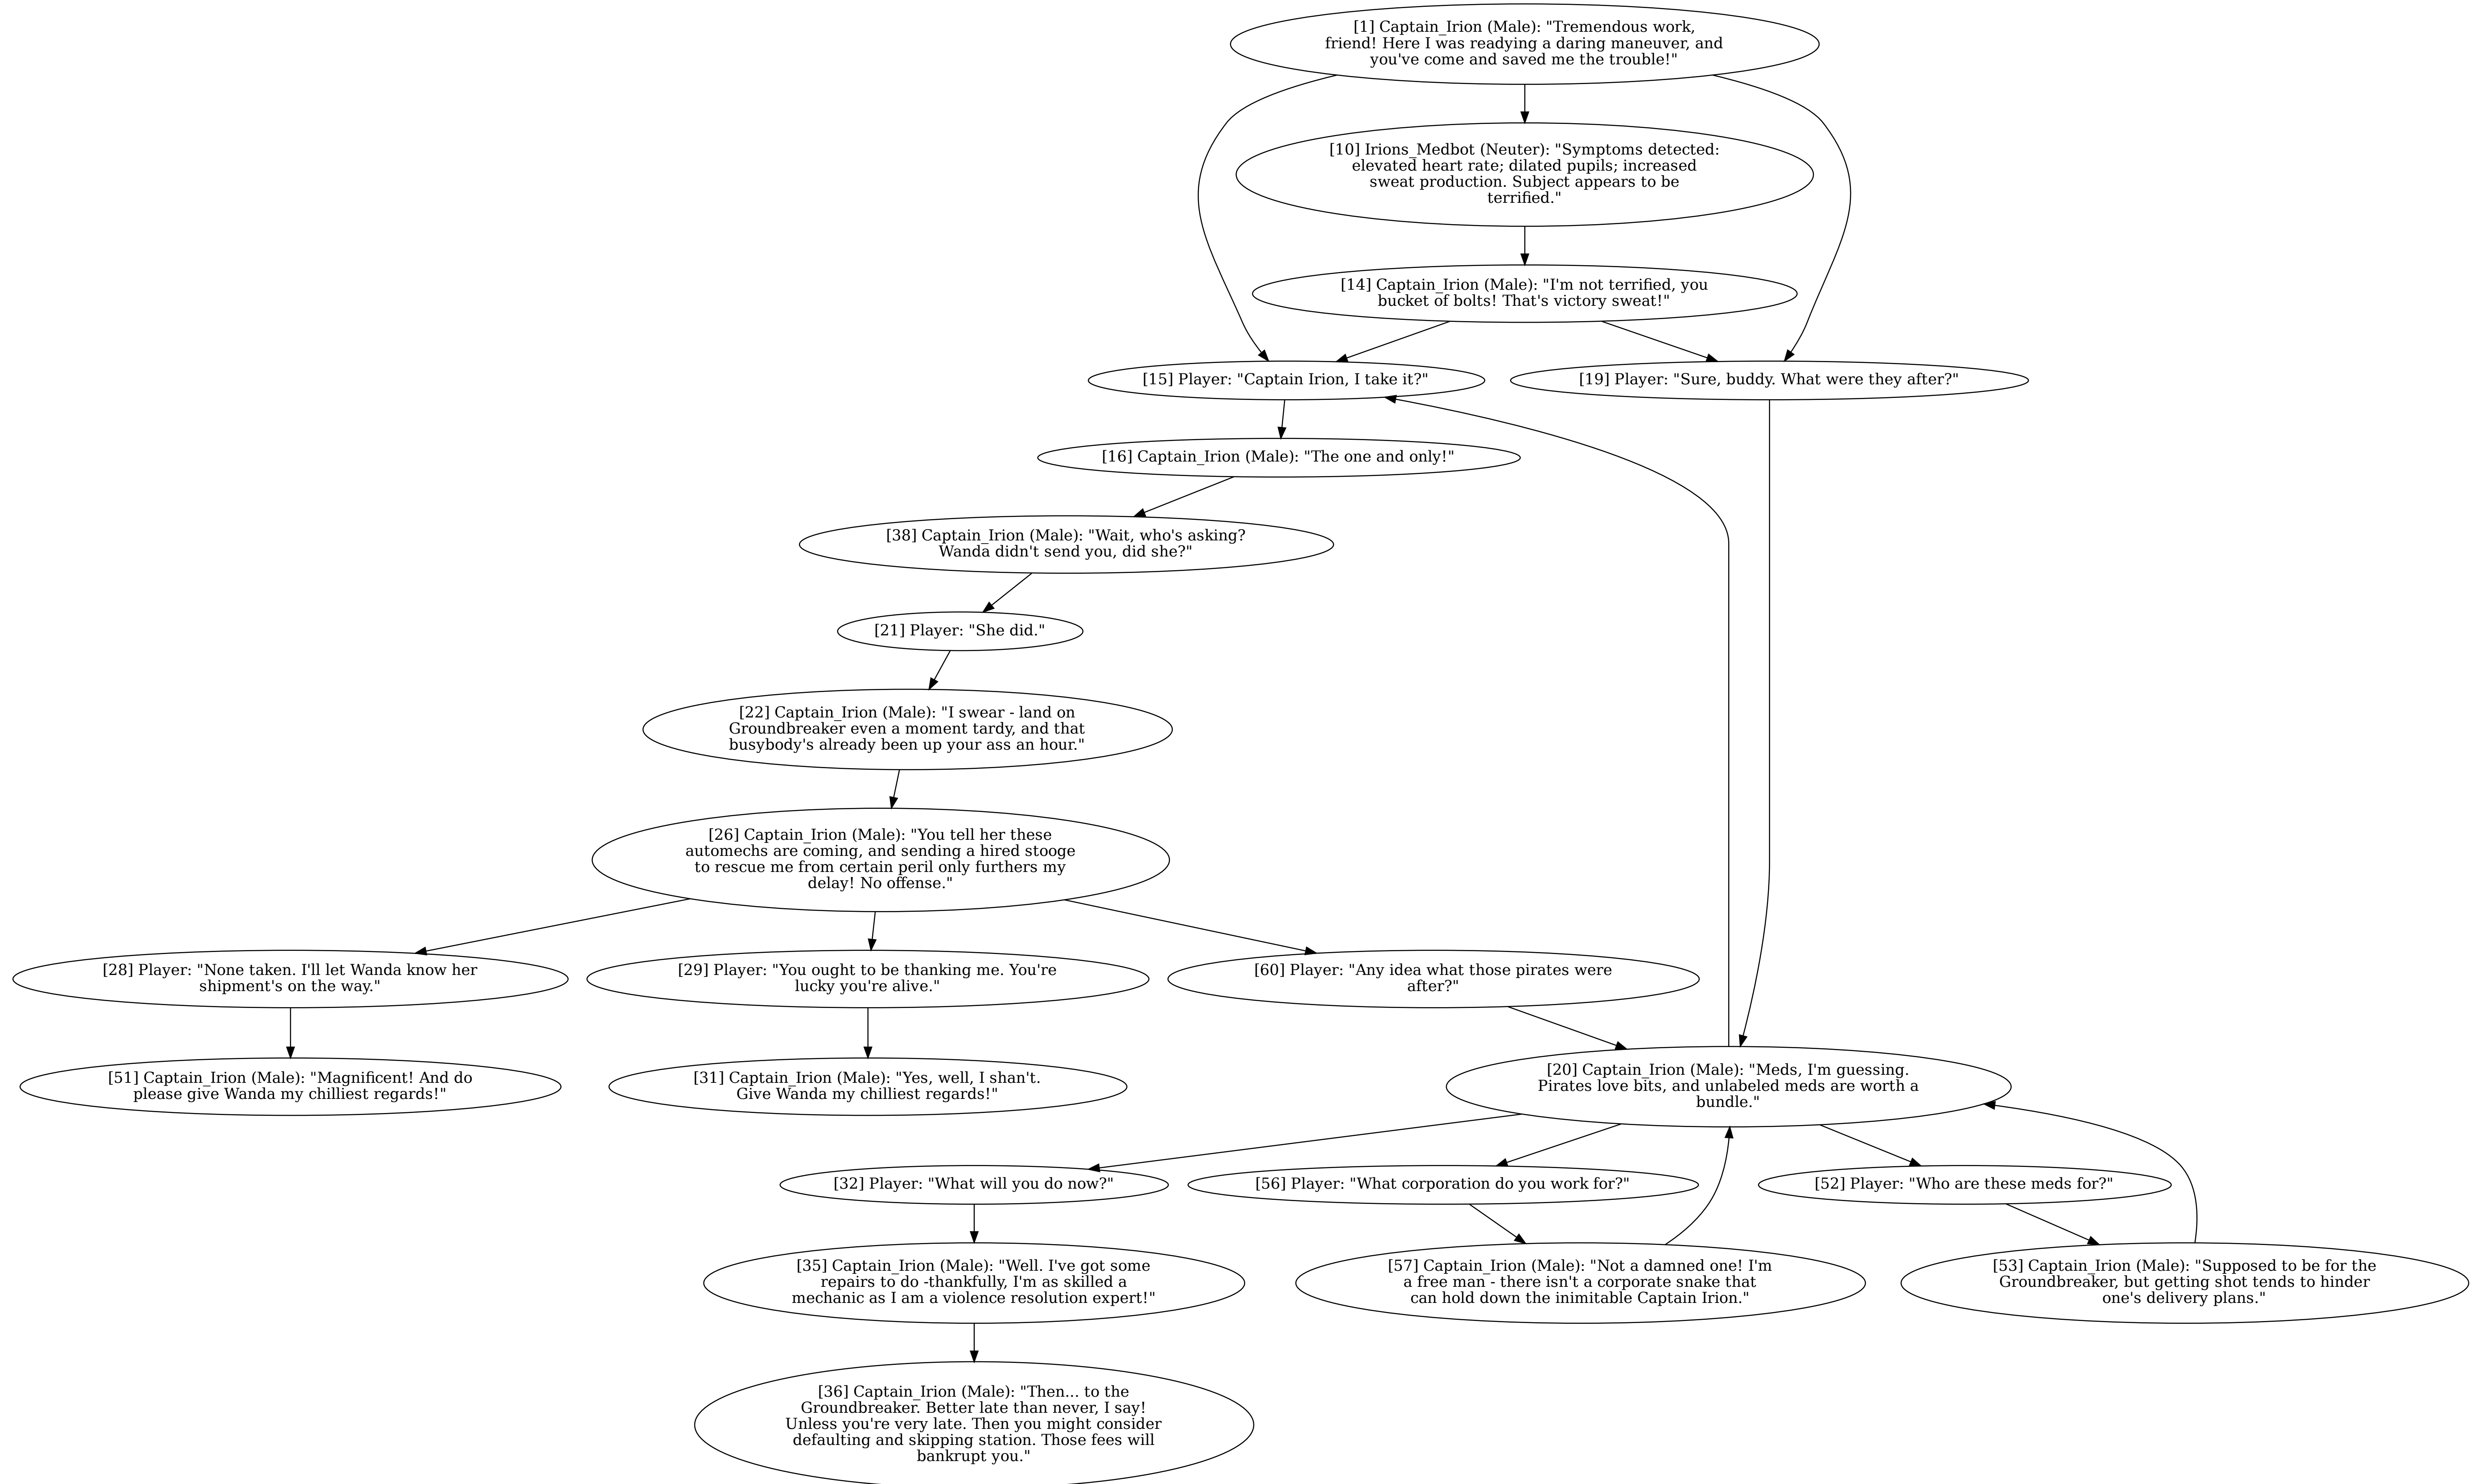 [1] Captain_Irion (Male): "Tremendous work,
friend! Here I was readying a daring maneuver, and
you've come and saved me the trouble!"
[10] Irions_Medbot (Neuter): "Symptoms detected:
elevated heart rate; dilated pupils; increased
sweat production. Subject appears to be
terrified."
[14] Captain_Irion (Male): "I'm not terrified, you
bucket of bolts! That's victory sweat!"
[15] Player: "Captain Irion, I take it?"
[19] Player: "Sure, buddy. What were they after?"
[16] Captain_Irion (Male): "The one and only!"
[38] Captain_Irion (Male): "Wait, who's asking?
Wanda didn't send you, did she?"
[21] Player: "She did."
[22] Captain_Irion (Male): "I swear - land on
Groundbreaker even a moment tardy, and that
busybody's already been up your ass an hour."
[26] Captain_Irion (Male): "You tell her these
automechs are coming, and sending a hired stooge
to rescue me from certain peril only furthers my
delay! No offense."
[28] Player: "None taken. I'll let Wanda know her
shipment's on the way."
[29] Player: "You ought to be thanking me. You're
lucky you're alive."
[60] Player: "Any idea what those pirates were
after?"
[51] Captain_Irion (Male): "Magnificent! And do
please give Wanda my chilliest regards!"
[31] Captain_Irion (Male): "Yes, well, I shan't.
Give Wanda my chilliest regards!"
[20] Captain_Irion (Male): "Meds, I'm guessing.
Pirates love bits, and unlabeled meds are worth a
bundle."
[32] Player: "What will you do now?"
[56] Player: "What corporation do you work for?"
[52] Player: "Who are these meds for?"
[35] Captain_Irion (Male): "Well. I've got some
repairs to do -thankfully, I'm as skilled a
mechanic as I am a violence resolution expert!"
[57] Captain_Irion (Male): "Not a damned one! I'm
a free man - there isn't a corporate snake that
can hold down the inimitable Captain Irion."
[53] Captain_Irion (Male): "Supposed to be for the
Groundbreaker, but getting shot tends to hinder
one's delivery plans."
[36] Captain_Irion (Male): "Then... to the
Groundbreaker. Better late than never, I say!
Unless you're very late. Then you might consider
defaulting and skipping station. Those fees will
bankrupt you."